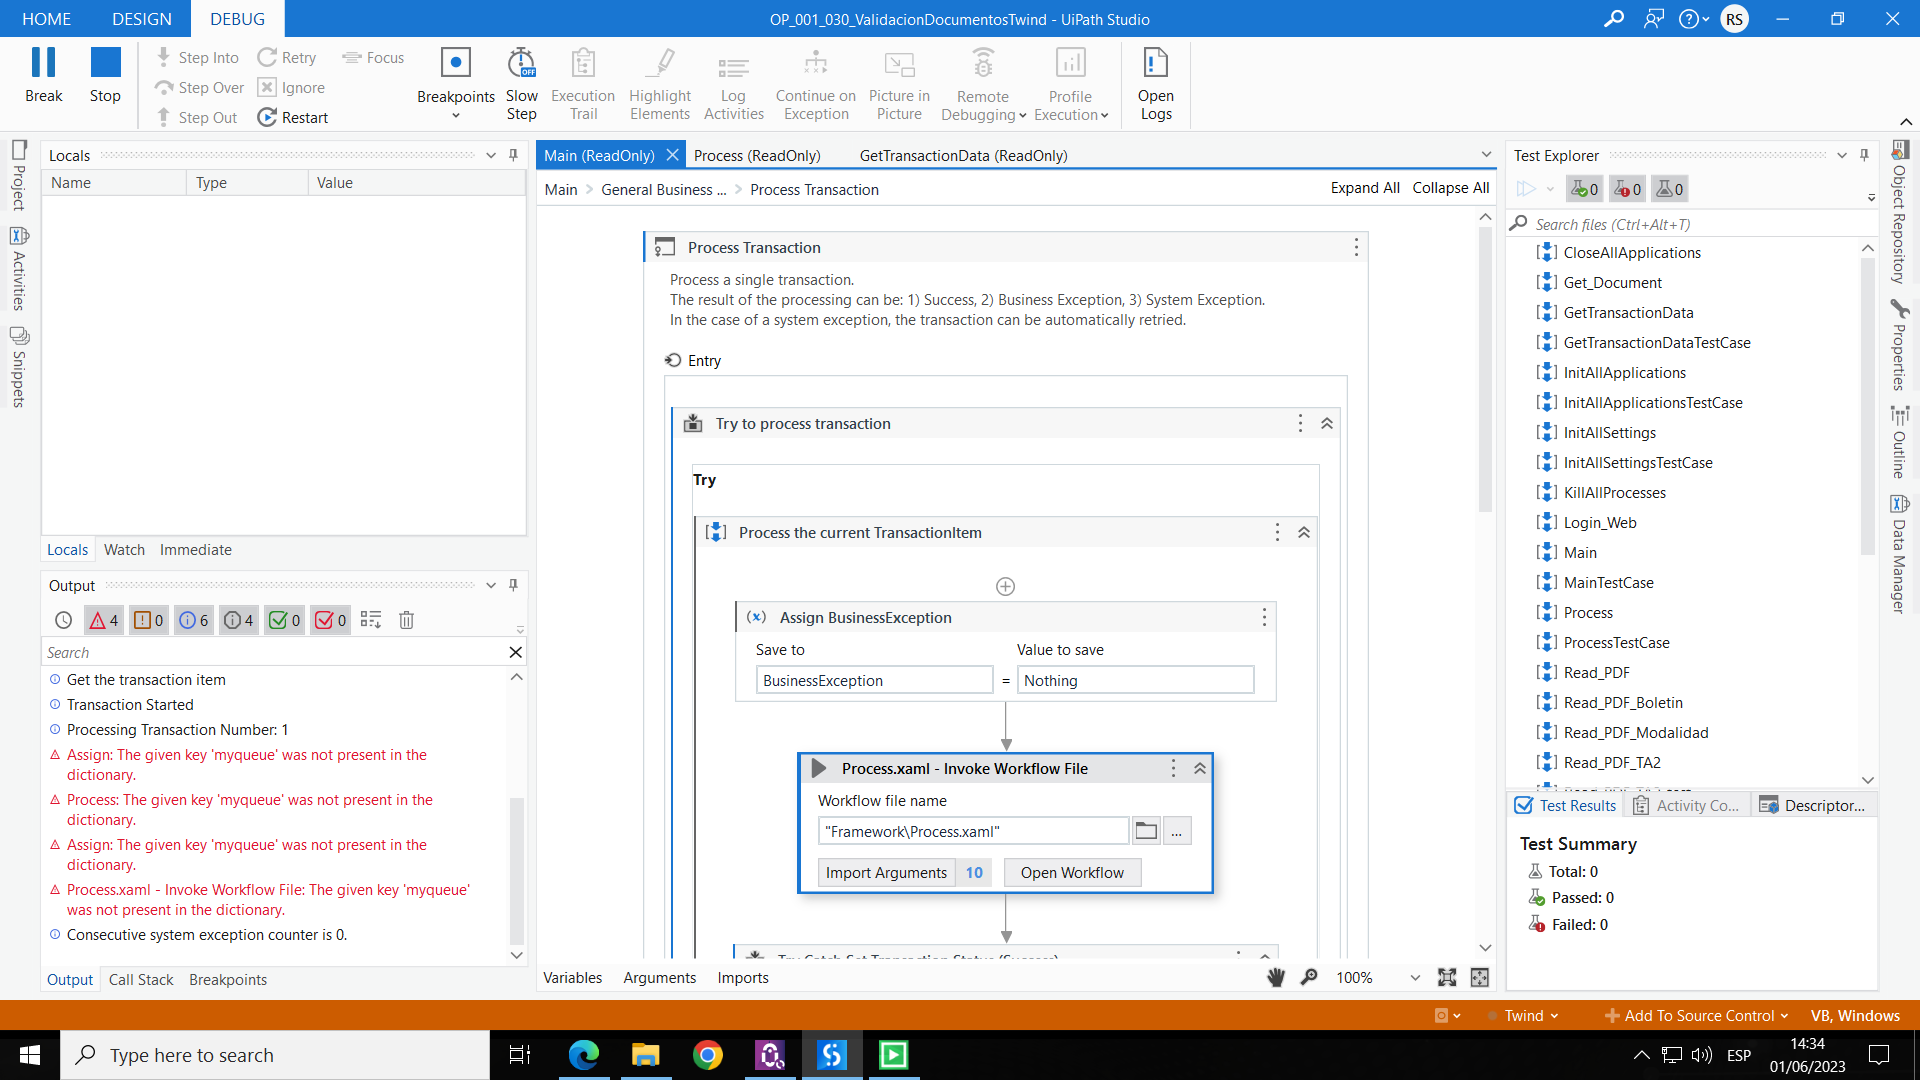 HOME
DESIGN
DEBUG
OP_001_030_ValidacionDocumentosTwind - UiPath Studio
RS
Break
Stop
Step Into
Step Over
Step Out
Retry
Ignore
Restart
Focus
Breakpoints
Slow Step
OFF
Execution Trail
Highlight Elements
Log Activities
Continue on Exception
Picture in Picture
Remote Debugging
Profile Execution
Open Logs
Project
Activities
Snippets
Locals
Name Type Value
Locals Watch Immediate
Output
4 0 6 4 0 0
Search
Get the transaction item
Transaction Started
Processing Transaction Number: 1
Assign: The given key 'myqueue' was not present in the
dictionary.
Process: The given key 'myqueue' was not present in the
dictionary.
Assign: The given key 'myqueue' was not present in the
dictionary.
Process.xaml - Invoke Workflow File: The given key 'myqueue'
was not present in the dictionary.
Consecutive system exception counter is 0.
Output Call Stack Breakpoints
Main (ReadOnly) Process (ReadOnly) GetTransactionData (ReadOnly)
Main > General Business ... > Process Transaction
Expand All Collapse All
Process Transaction
Process a single transaction.
The result of the processing can be: 1) Success, 2) Business Exception, 3) System Exception.
In the case of a system exception, the transaction can be automatically retried.
Entry
Try to process transaction
Try
Process the current TransactionItem
(x) Assign BusinessException
Save to Value to save
BusinessException = Nothing
Process.xaml - Invoke Workflow File
Workflow file name
"Framework\Process.xaml"
...
Import Arguments 10 Open Workflow
Try Catch Set Transaction Status (Success)
Variables Arguments Imports
100%
Test Explorer
0 0 0
Search files (Ctrl+Alt+T)
CloseAllApplications
Get_Document
GetTransactionData
GetTransactionDataTestCase
InitAllApplications
InitAllApplicationsTestCase
InitAllSettings
InitAllSettingsTestCase
KillAllProcesses
Login_Web
Main
MainTestCase
Process
ProcessTestCase
Read_PDF
Read_PDF_Boletin
Read_PDF_Modalidad
Read_PDF_TA2
Test Results Activity Co... Descriptor...
Test Summary
Total: 0
Passed: 0
Failed: 0
Object Repository
Properties
Outline
Data Manager
Twind
Add To Source Control
VB, Windows
Type here to search
ESP
14:34
01/06/2023